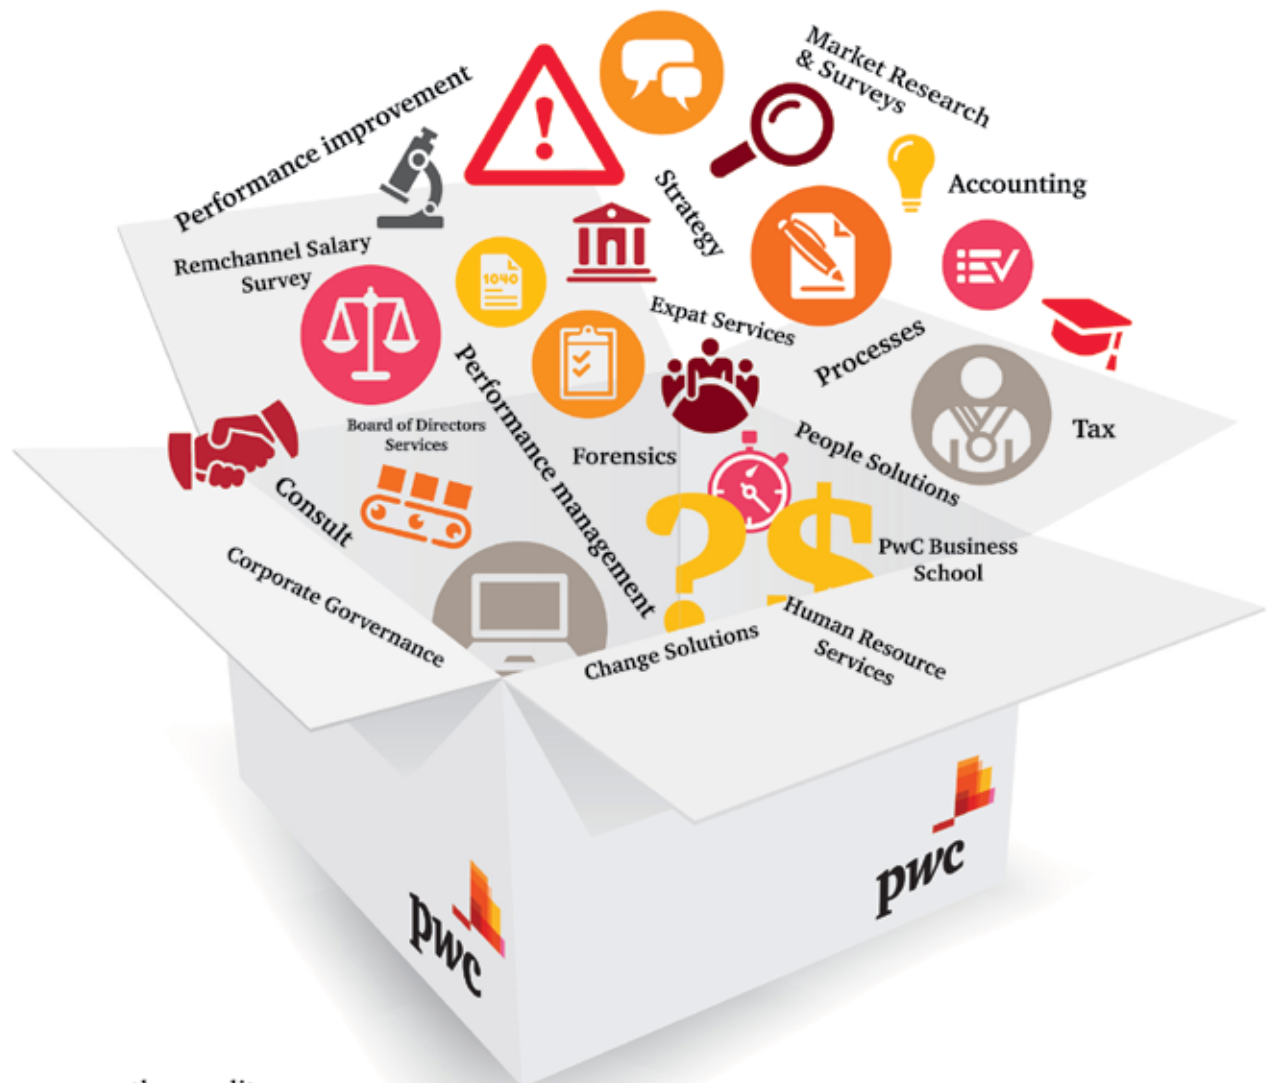 Market Research
& Surveys
Performance improvement
Strategy
Accounting
Remchannel Salary
Survey
1040
Expat Services
Processes
Performance management
Board of Directors
Services
Tax
People Solutions
Forensics
Consult
PwC Business
School
Corporate Gorvernance
Human Resource
Services
Change Solutions
?$
pwc
pwc